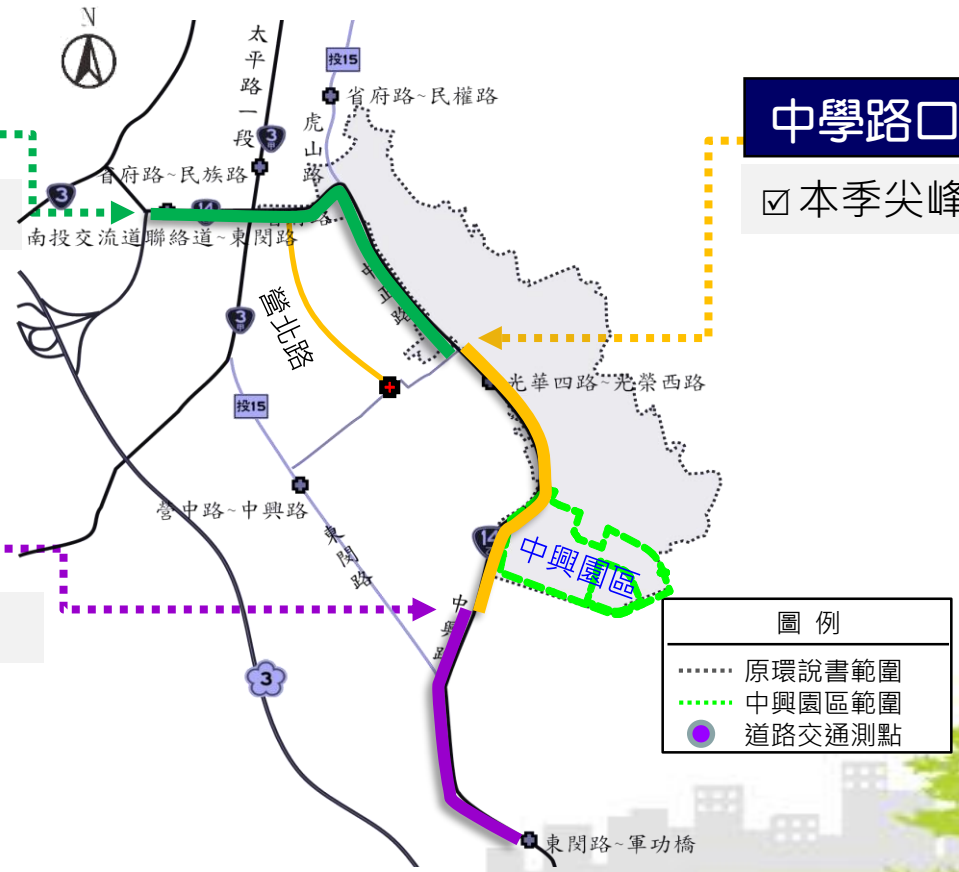 N
太平路一段
投15
省府路~民權路
虎山路
3甲
中學路口
省府路~民族路
3
14
本季尖峰
南投交流道聯絡道~東閔路
中正路
營北路
3甲
光華四路~光榮西路
投15
營中路~中興路
東閔路
14
中興園區
中興路
圖 例
原環說書範圍
中興園區範圍
道路交通測點
3
東閔路~軍功橋